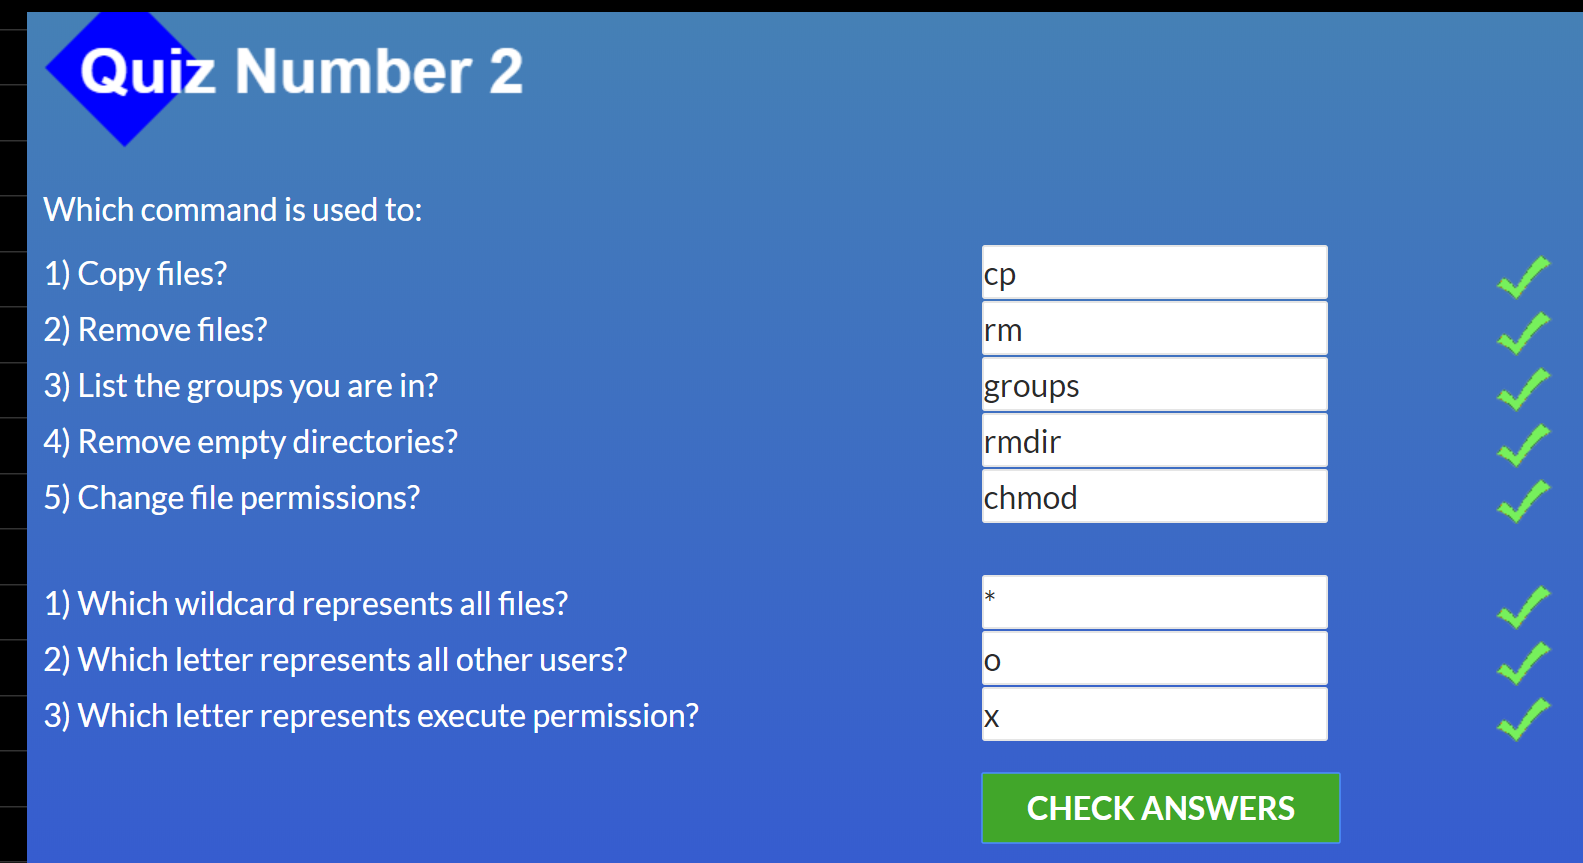 Quiz Number 2
Which command is used to:
1) Copy files? cp
2) Remove files? rm
3) List the groups you are in? groups
4) Remove empty directories? rmdir
5) Change file permissions? chmod
1) Which wildcard represents all files? *
2) Which letter represents all other users? o
3) Which letter represents execute permission? x
CHECK ANSWERS